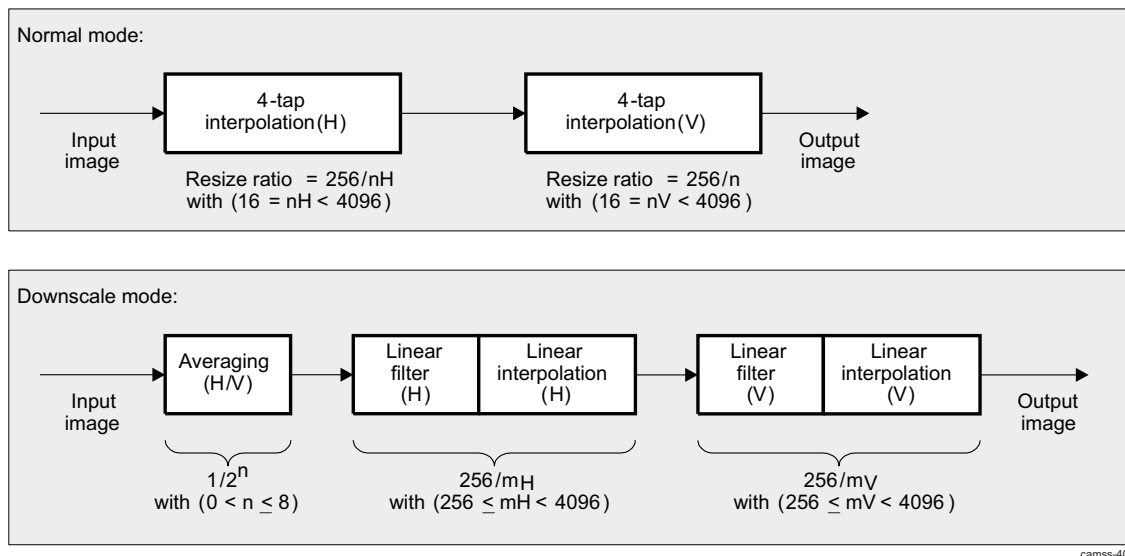 Normal mode:
4-tap
interpolation(H)
4-tap
interpolation(V)
Input
image
Output
image
Resize ratio = 256/nH
with (16 = nH < 4096)
Resize ratio = 256/n
with (16 = nV < 4096)
Downscale mode:
Averaging
(H/V)
Linear
filter
(H)
Linear
interpolation
(H)
Linear
filter
(V)
Linear
interpolation
(V)
Input
image
Output
image
1/2^n
with (0 < n ≤ 8)
256/mH
with (256 ≤ mH < 4096)
256/mV
with (256 ≤ mV < 4096)